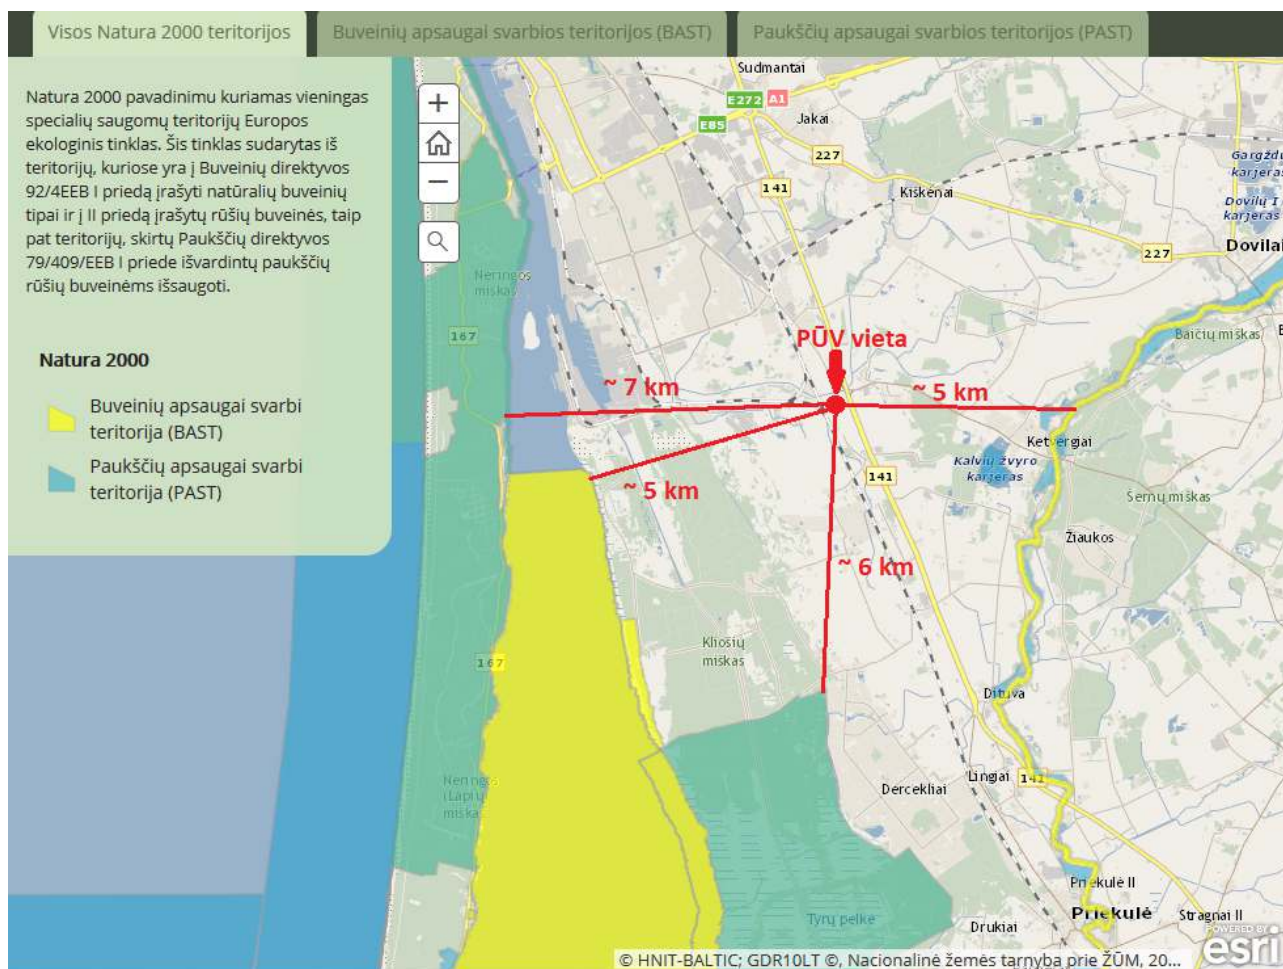 Visos Natura 2000 teritorijos
Buveinių apsaugai svarbios teritorijos (BAST)
Paukščių apsaugai svarbios teritorijos (PAST)
Natura 2000 pavadinimu kuriamas vieningas
specialių saugomų teritorijų Europos
ekologinis tinklas. Šis tinklas sudarytas iš
teritorijų, kuriose yra į Buveinių direktyvos
92/4EEB I priedą įrašyti natūralių buveinių
tipai ir į II priedą įrašytų rūšių buveinės, taip
pat teritorijų, skirtų Paukščių direktyvos
79/409/EEB I priede išvardintų paukščių
rūšių buveinėms išsaugoti.
Natura 2000
Buveinių apsaugai svarbi
teritorija (BAST)
Paukščių apsaugai svarbi
teritorija (PAST)
Sudmantai
E272 A1
E85
Jakai
227
141
Kiškėnai
Gargždų
karjeras
Dovilų I
karjeras
Dovilai
227
Neringos
miškas
167
PŪV vieta
Baičių miškas
~ 7 km
~ 5 km
Ketvergiai
Kalvių žvyro
karjeras
141
~ 5 km
Šernų miškas
Žiaukos
~ 6 km
Kliošių
miškas
167
Dituva
Neringos
(Lapių)
miškas
Lingiai
141
Dercekliai
Priekulė II
Priekulė
Stragnai II
Tyrų pelkė
Drukiai
POWERED BY
esri
© HNIT-BALTIC; GDR10LT ©, Nacionalinė žemės tarnyba prie ŽŪM, 20...